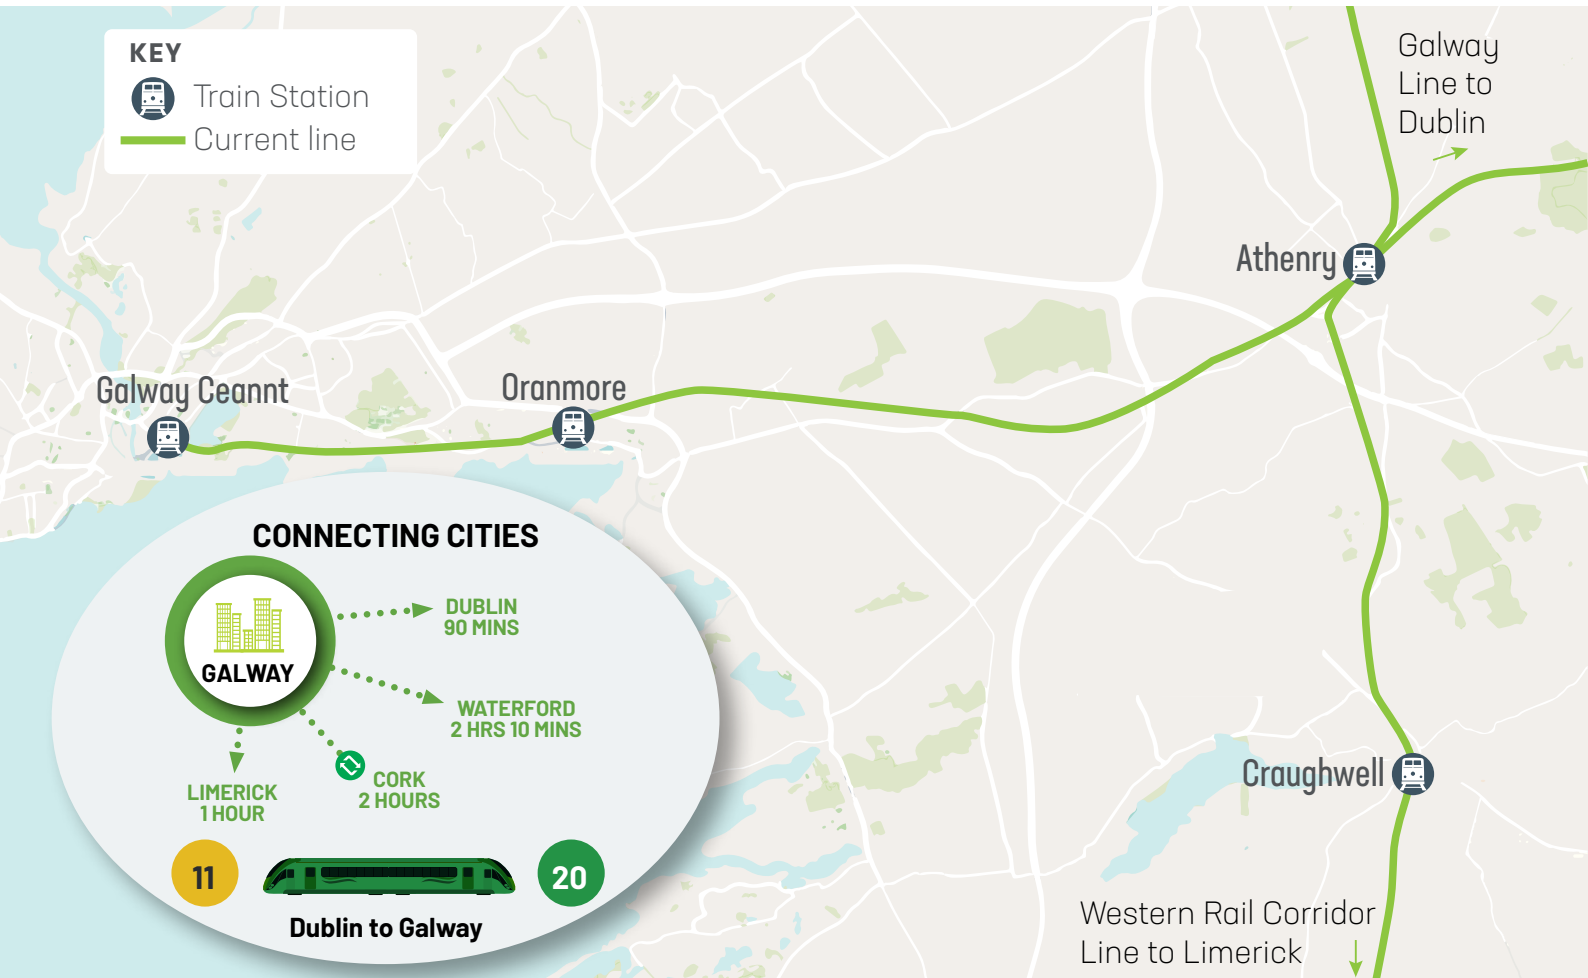 KEY
Train Station
Current line
Galway
Line to
Dublin
Athenry
Galway Ceannt
Oranmore
Craughwell
Western Rail Corridor
Line to Limerick
CONNECTING CITIES
GALWAY
DUBLIN
90 MINS
WATERFORD
2 HRS 10 MINS
CORK
2 HOURS
LIMERICK
1 HOUR
11
20
Dublin to Galway